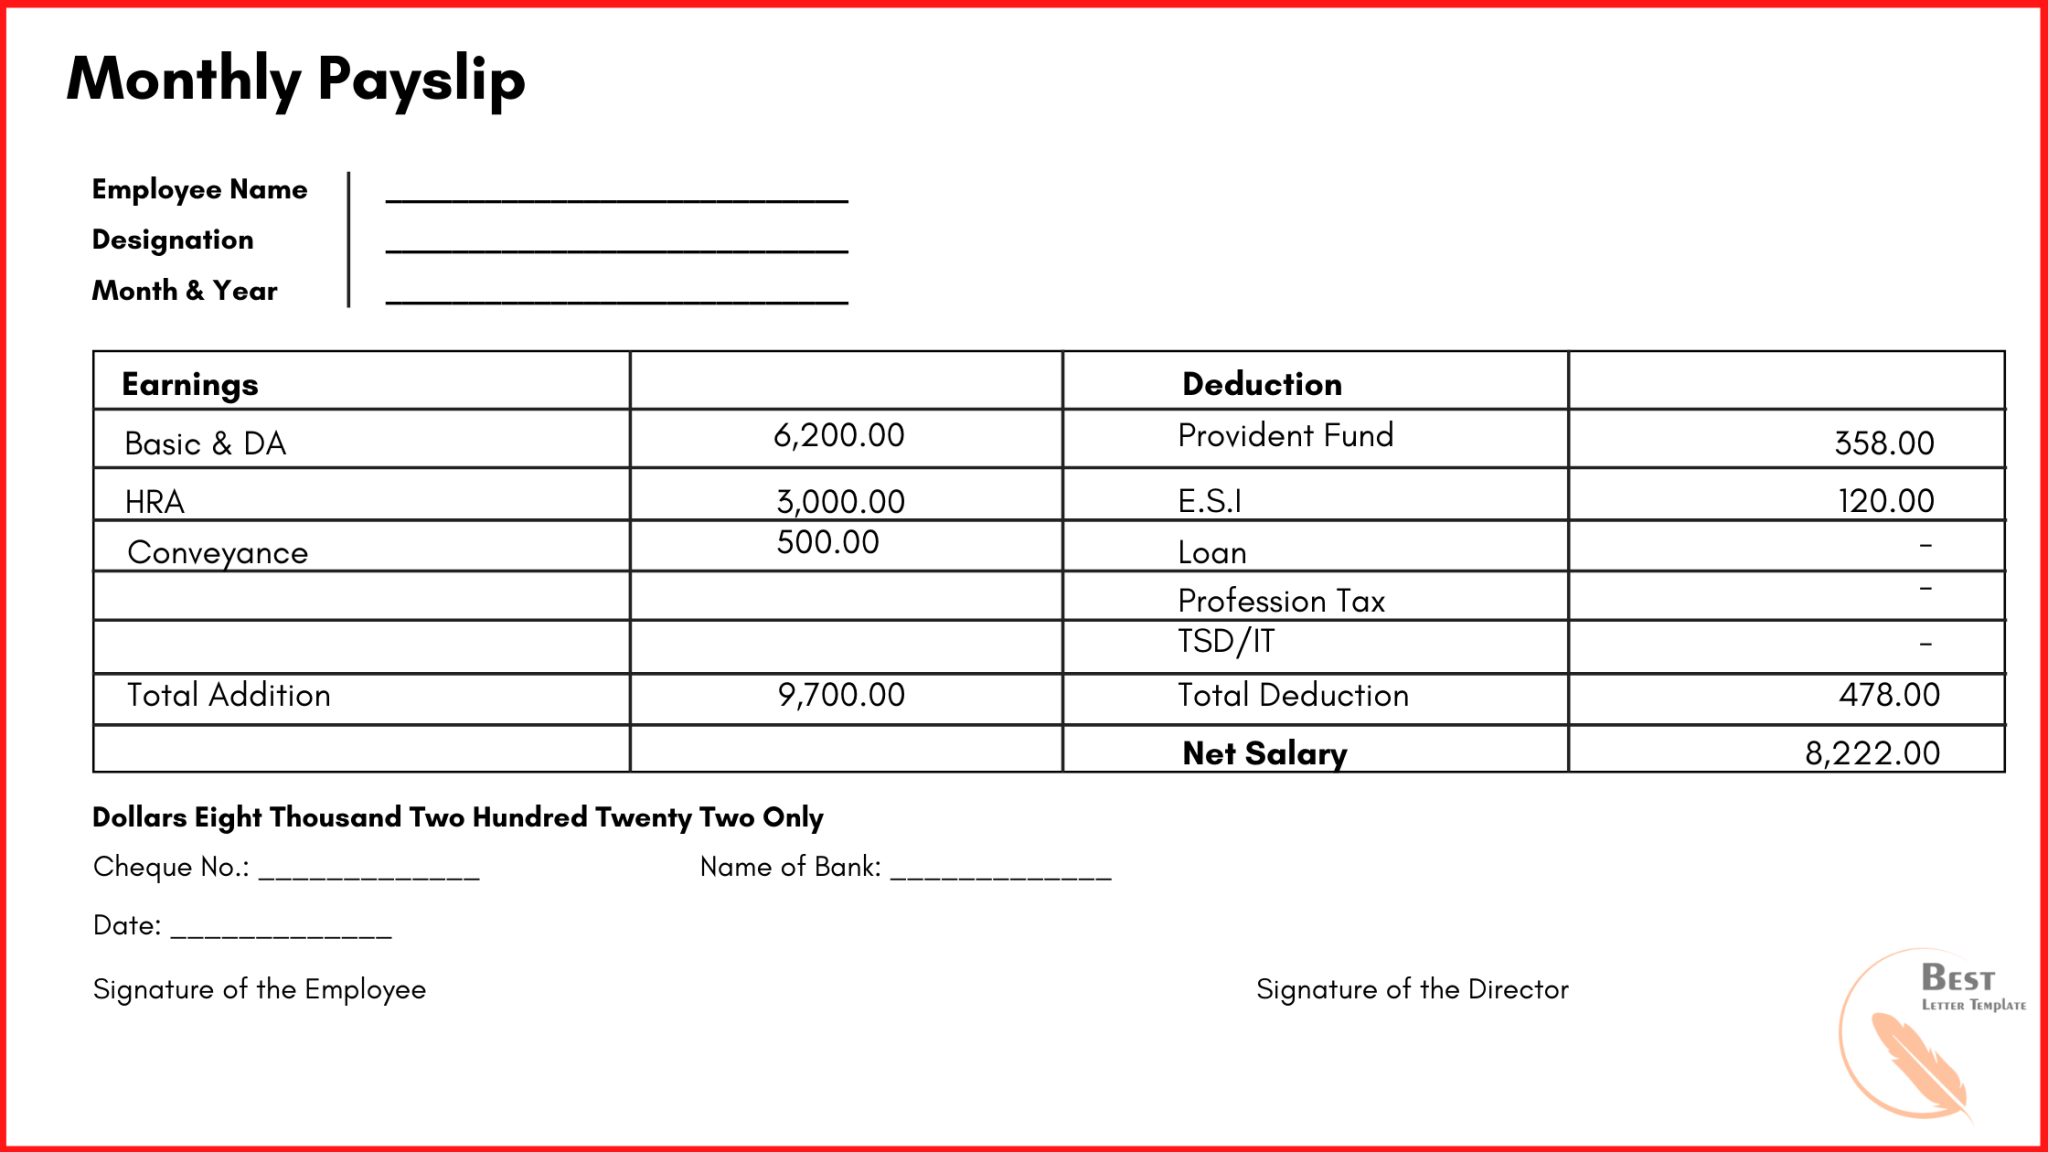 Monthly Payslip
Employee Name ____________________________
Designation ____________________________
Month & Year ____________________________
Earnings Deduction
Basic & DA 6,200.00 Provident Fund 358.00
HRA 3,000.00 E.S.I 120.00
Conveyance 500.00 Loan -
Profession Tax -
TSD/IT -
Total Addition 9,700.00 Total Deduction 478.00
Net Salary 8,222.00
Dollars Eight Thousand Two Hundred Twenty Two Only
Cheque No.: _____________ Name of Bank: _____________
Date: _____________
Signature of the Employee Signature of the Director
BEST
LETTER TEMPLATE